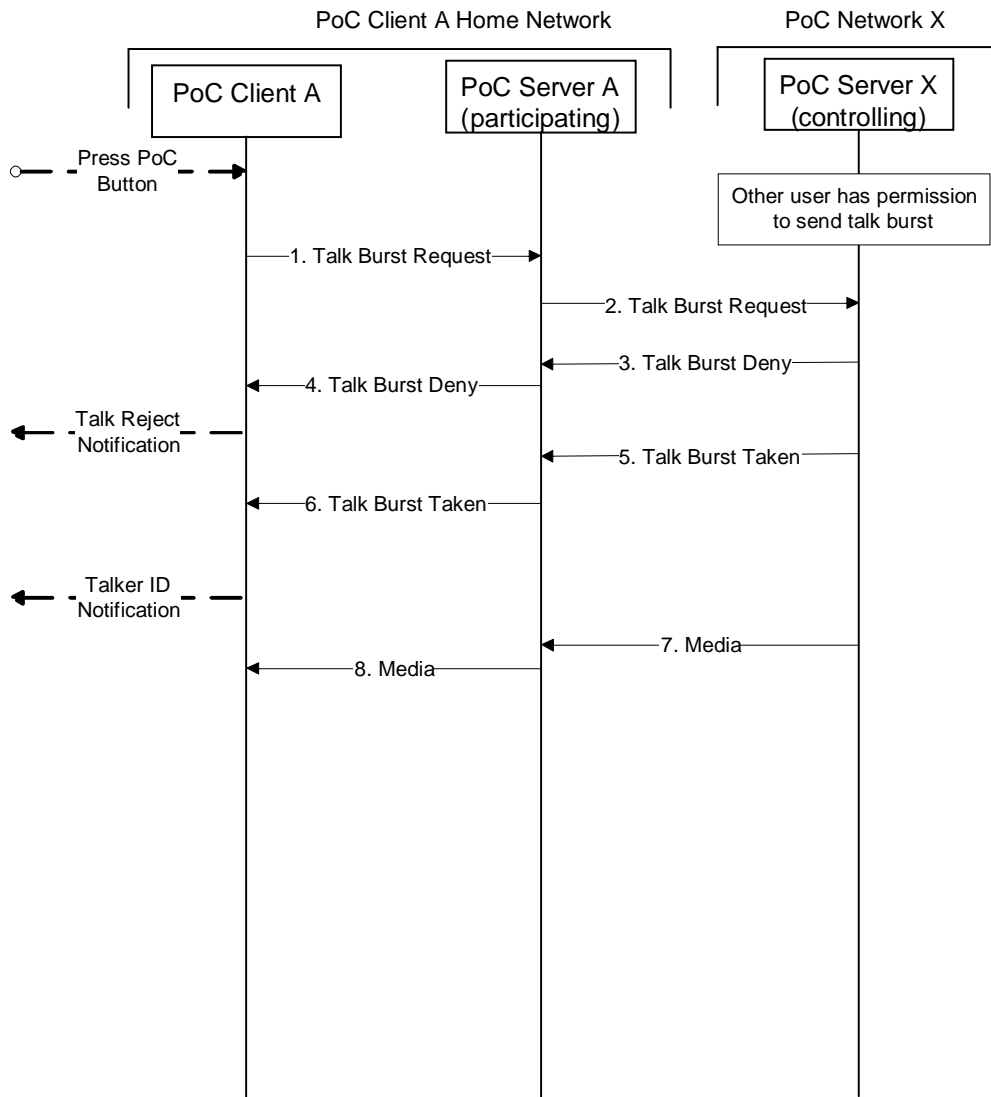 PoC Client A Home Network
PoC Network X
PoC Client A
PoC Server A
(participating)
PoC Server X
(controlling)
Press PoC
Button
Other user has permission
to send talk burst
1. Talk Burst Request
2. Talk Burst Request
3. Talk Burst Deny
4. Talk Burst Deny
Talk Reject
Notification
5. Talk Burst Taken
6. Talk Burst Taken
Talker ID
Notification
7. Media
8. Media